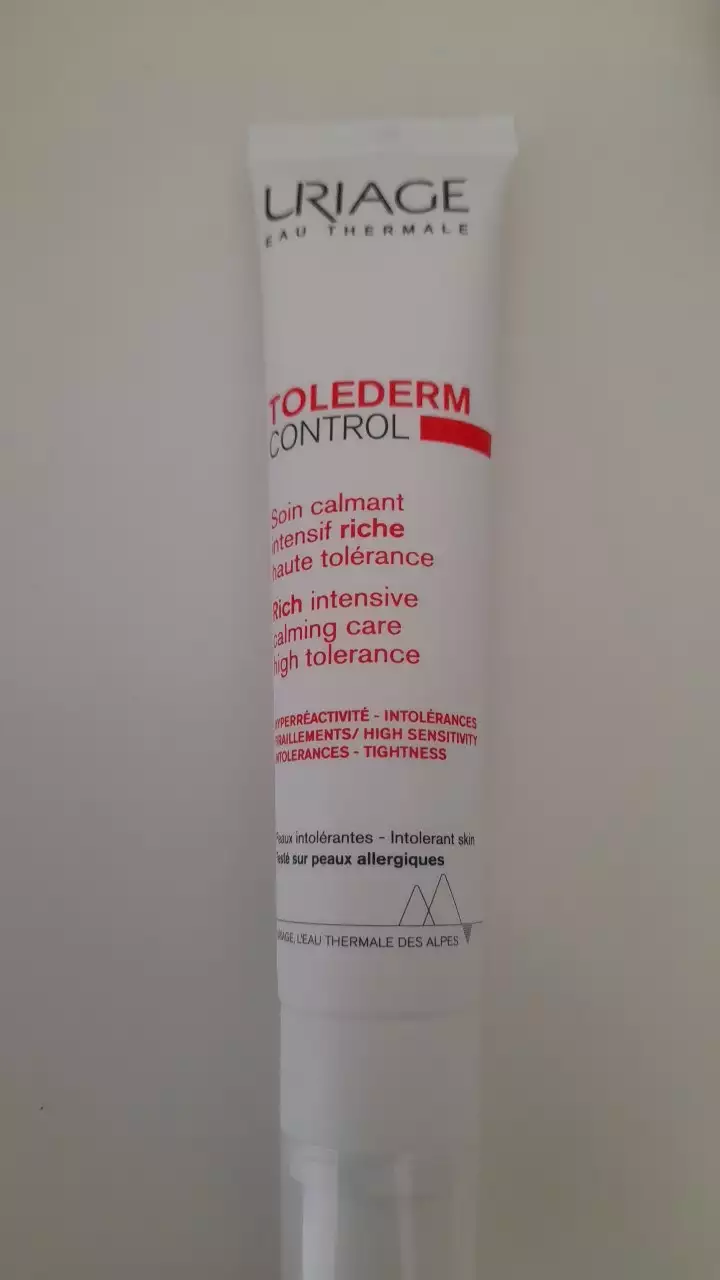 URIAGE
EAU THERMALE
TOLEDERM
CONTROL
Soin calmant
intensif riche
haute tolérance
Rich intensive
calming care
high tolerance
HYPERRÉACTIVITÉ - INTOLÉRANCES
TIRAILLEMENTS/ HIGH SENSITIVITY
INTOLERANCES - TIGHTNESS
Peaux intolérantes - Intolerant skin
Testé sur peaux allergiques
URIAGE, L'EAU THERMALE DES ALPES